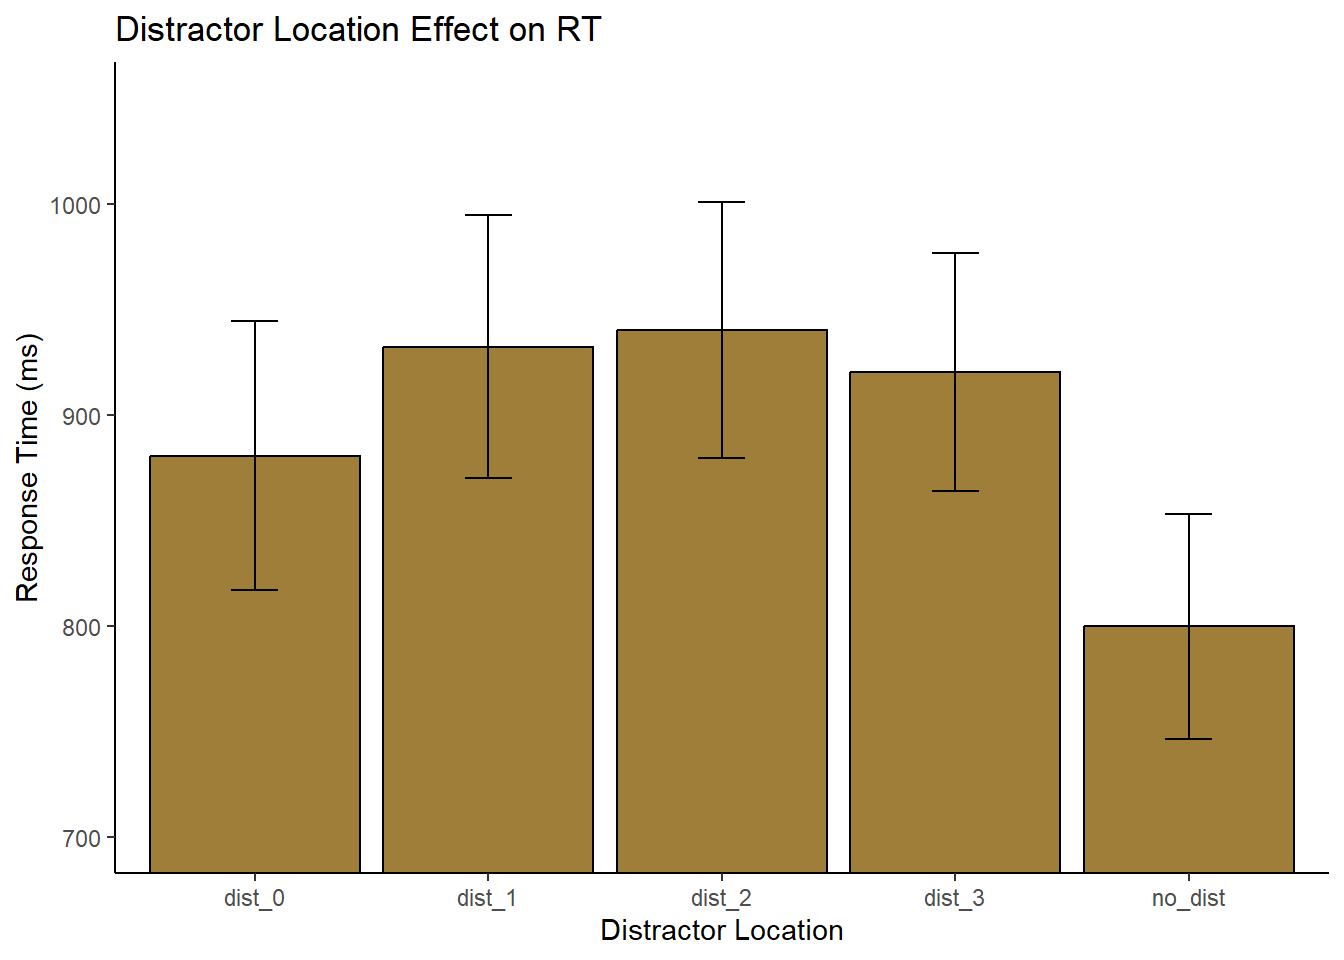 Distractor Location Effect on RT
Response Time (ms)
1000
900
800
700
dist_0 dist_1 dist_2 dist_3 no_dist
Distractor Location